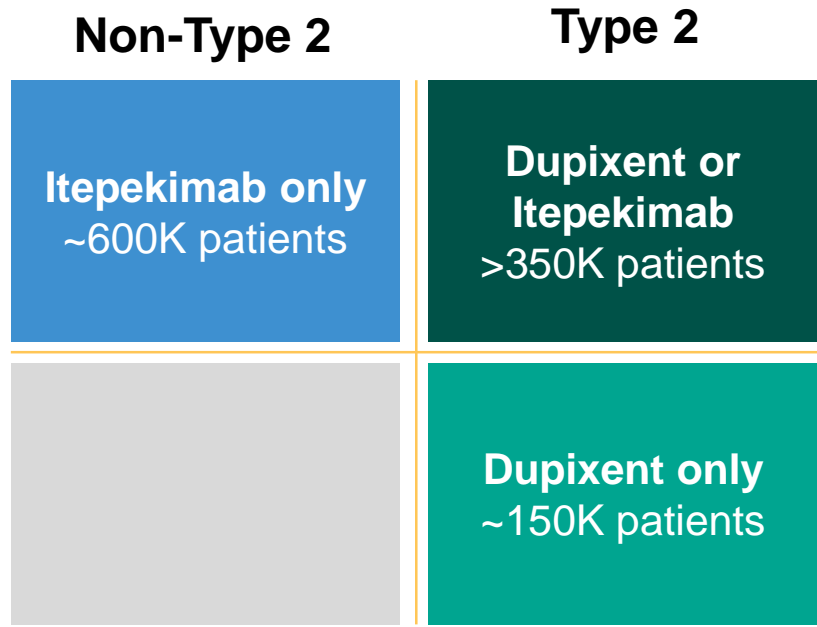 Non-Type 2
Type 2
Itepekimab only
~600K patients
Dupixent or
Itepekimab
>350K patients
Dupixent only
~150K patients